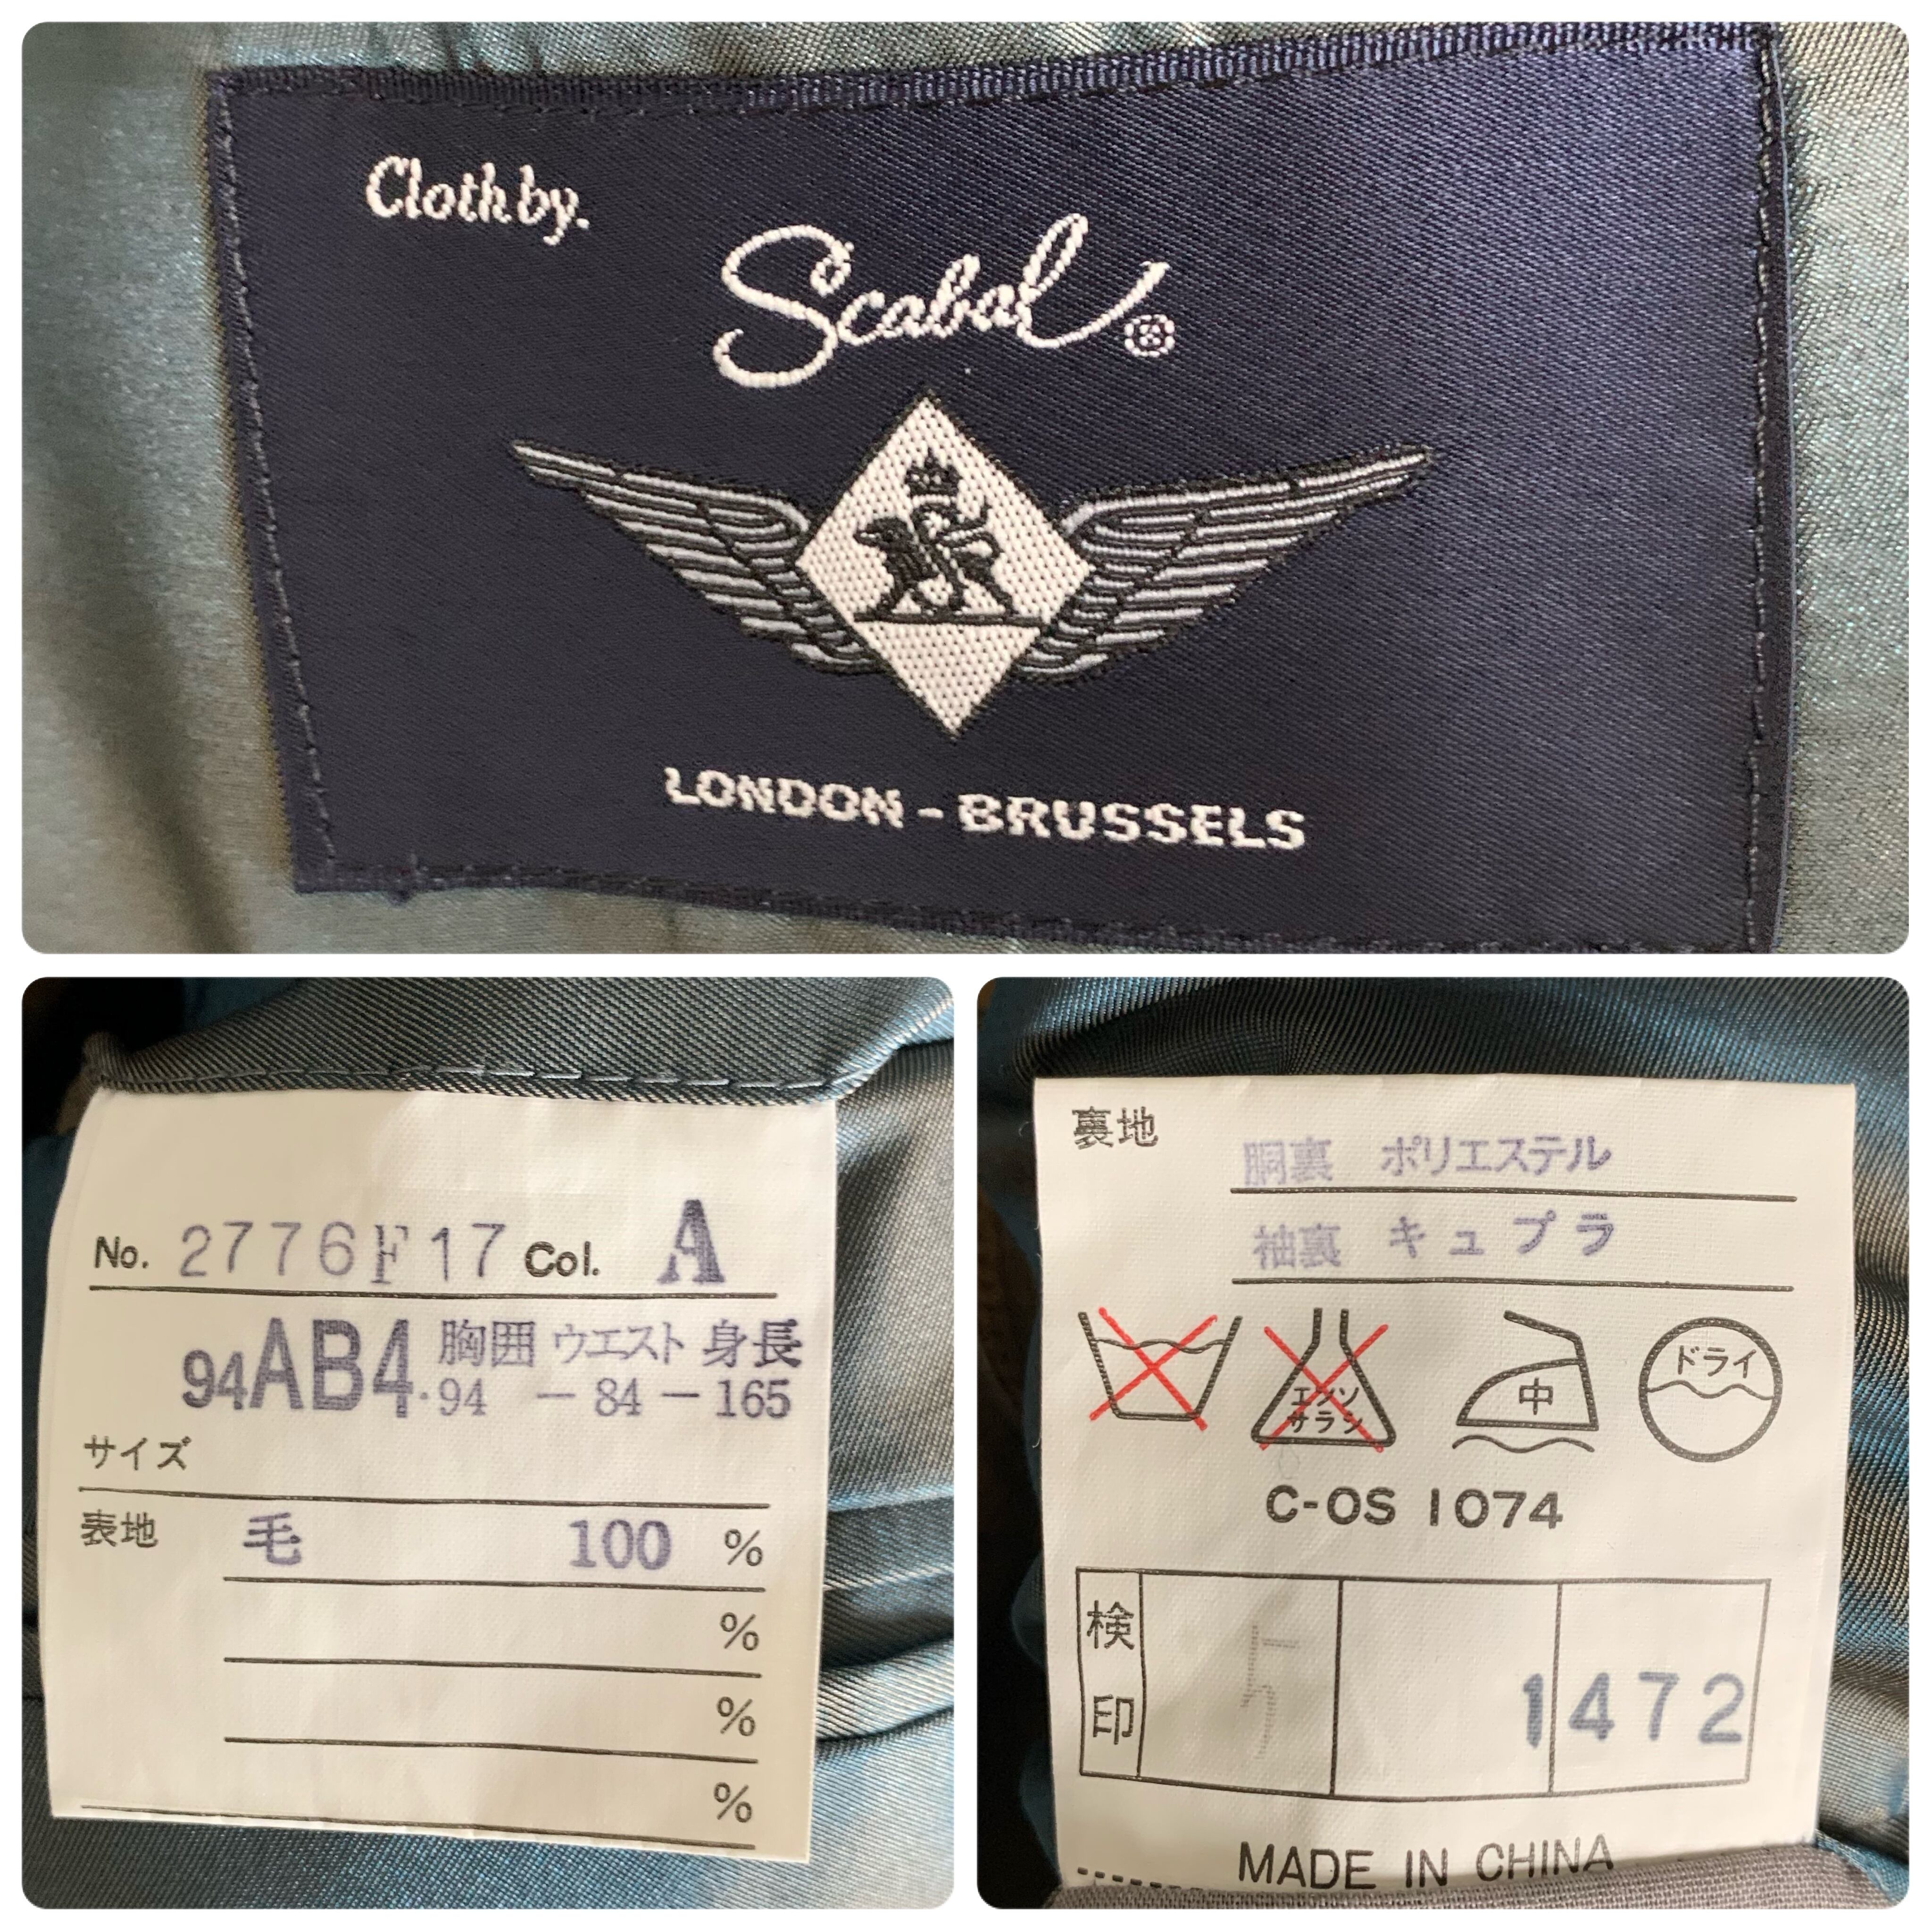 Cloth by.
Scabal®
LONDON - BRUSSELS
No. 2776F17 Col. A
94AB4. 胸囲 ウエスト 身長
94 - 84 - 165
サイズ
表地 毛 100 %
%
%
%
裏地
胴裏 ポリエステル
袖裏 キュプラ
エンソ サラシ 中 ドライ
C-OS 1074
検印
1472
MADE IN CHINA